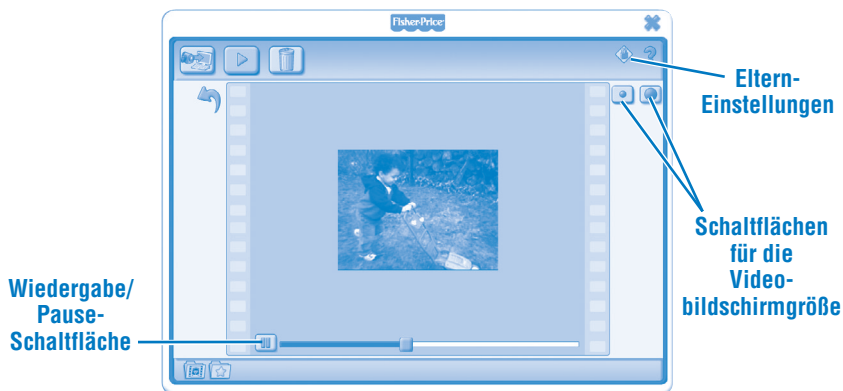 Fisher-Price
?
Eltern-
Einstellungen
Schaltflächen
für die
Video-
bildschirmgröße
Wiedergabe/
Pause-
Schaltfläche